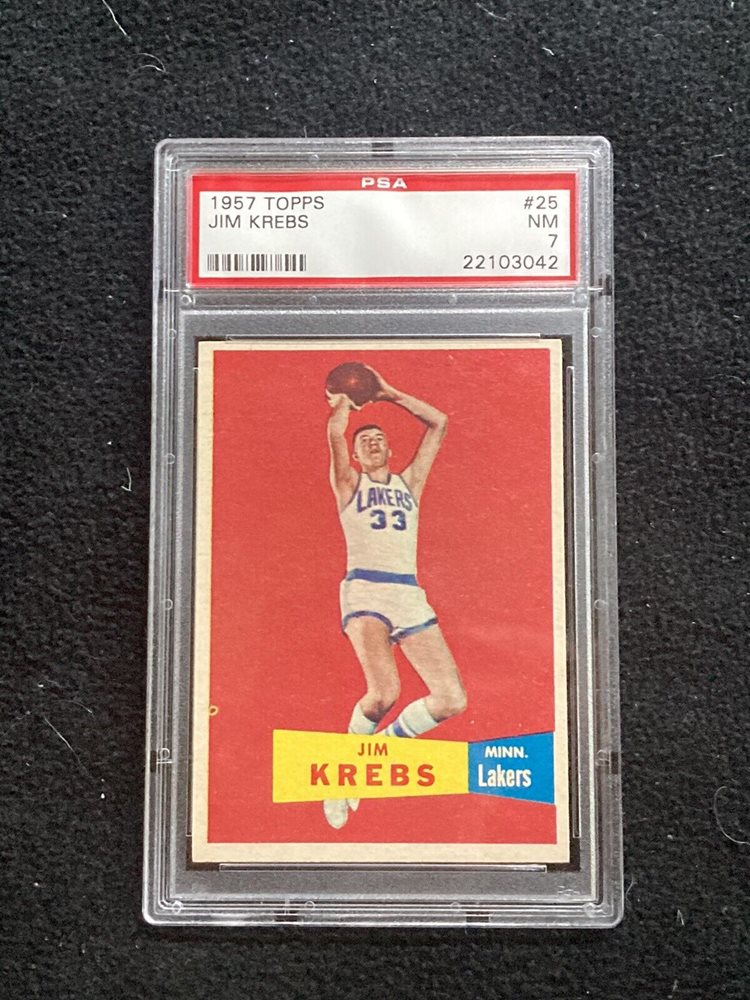 PSA
1957 TOPPS #25
JIM KREBS NM
7
22103042
LAKERS
33
JIM
KREBS
MINN.
Lakers